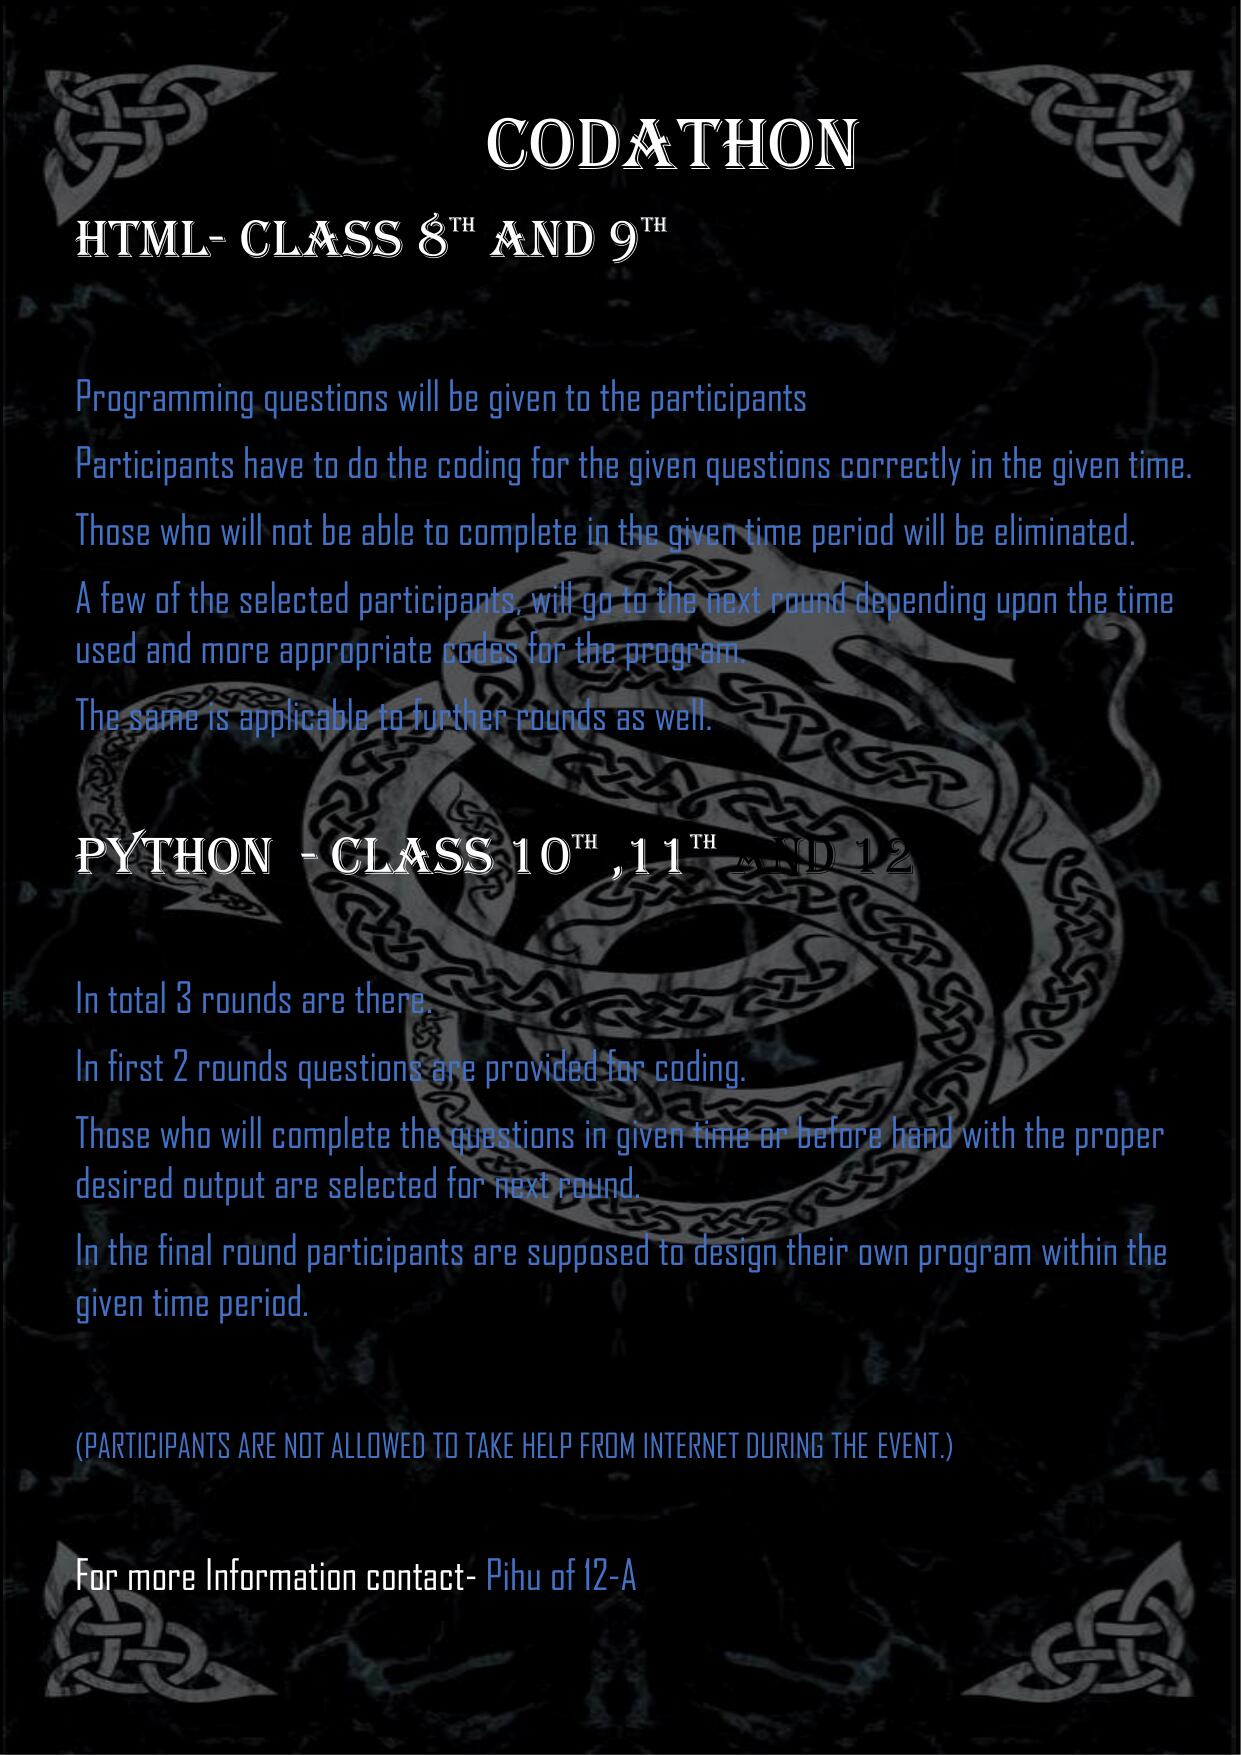 CODATHON
HTML- CLASS 8TH AND 9TH
Programming questions will be given to the participants
Participants have to do the coding for the given questions correctly in the given time.
Those who will not be able to complete in the given time period will be eliminated.
A few of the selected participants, will go to the next round depending upon the time
used and more appropriate codes for the program.
The same is applicable to further rounds as well.
PYTHON - CLASS 10TH ,11TH AND 12
In total 3 rounds are there.
In first 2 rounds questions are provided for coding.
Those who will complete the questions in given time or before hand with the proper
desired output are selected for next round.
In the final round participants are supposed to design their own program within the
given time period.
(PARTICIPANTS ARE NOT ALLOWED TO TAKE HELP FROM INTERNET DURING THE EVENT.)
For more Information contact- Pihu of 12-A